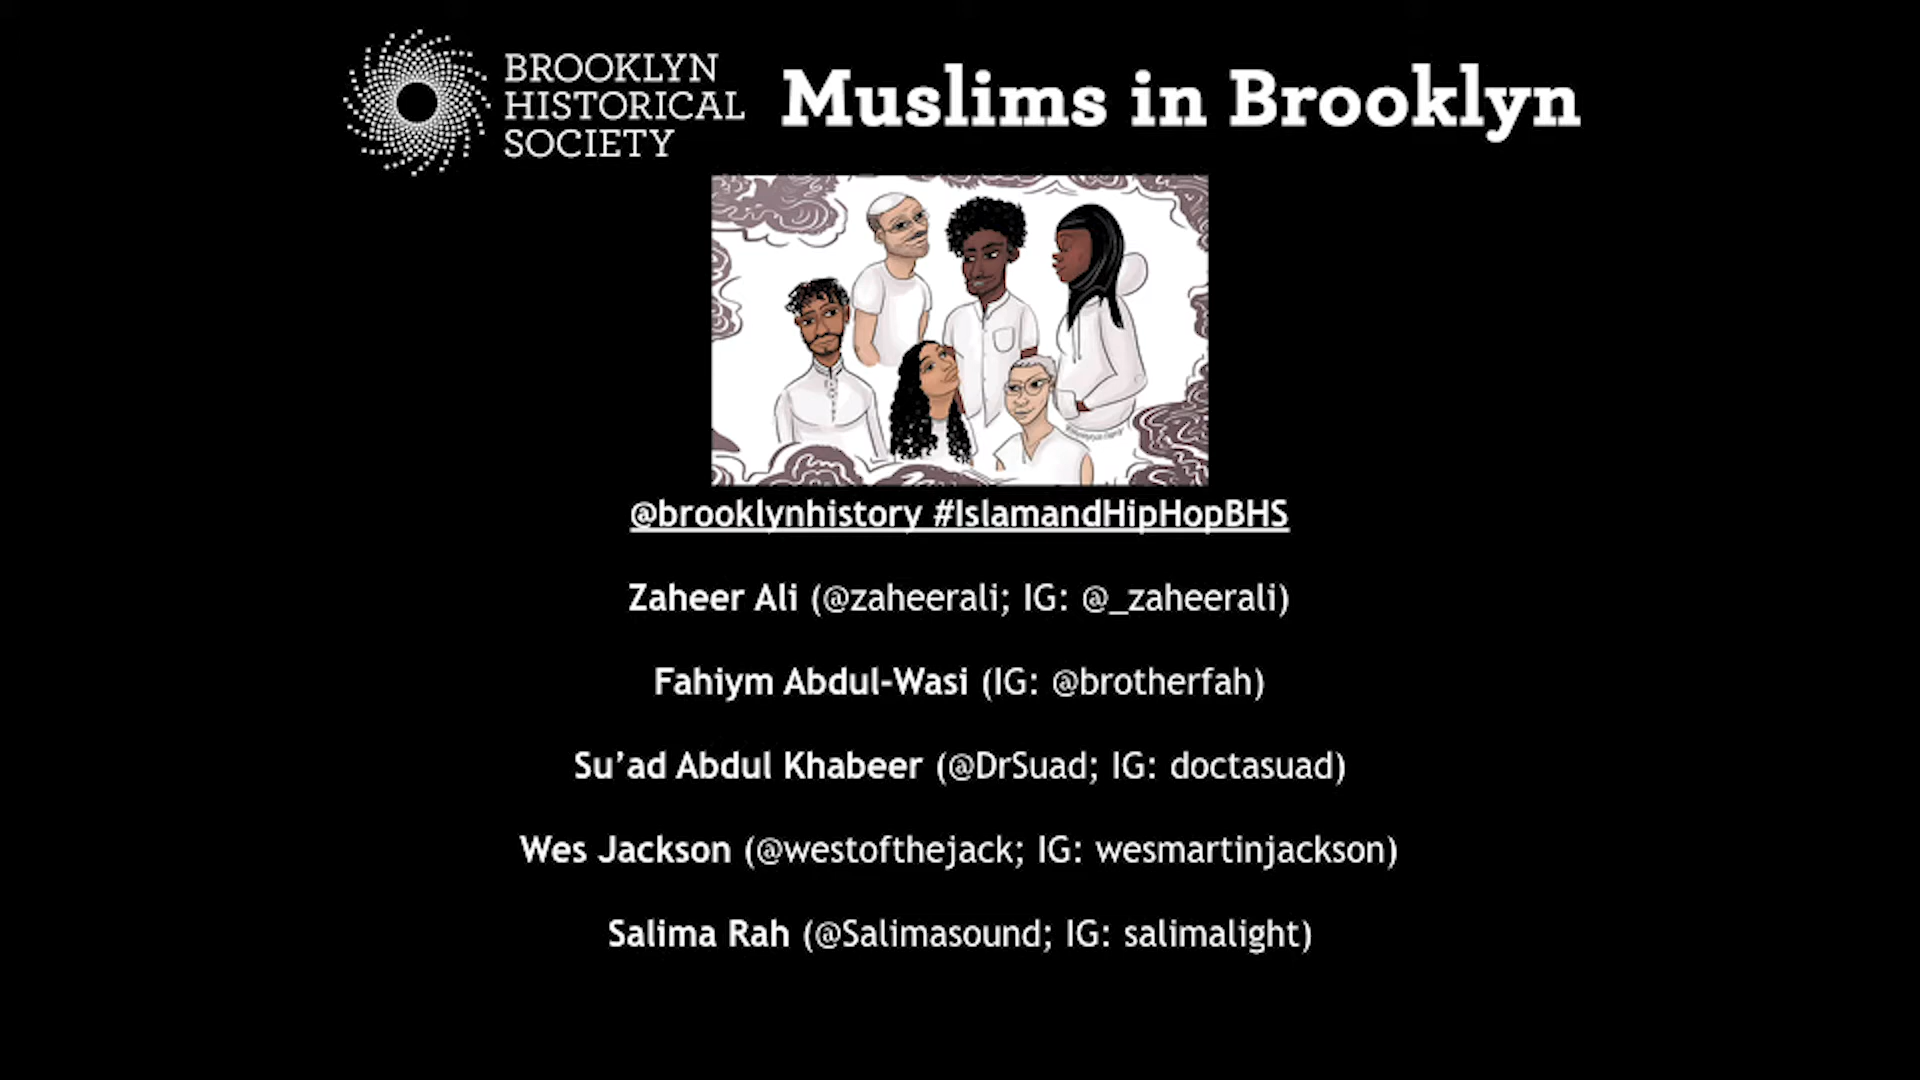 BROOKLYN
HISTORICAL
SOCIETY
Muslims in Brooklyn
@brooklynhistory #IslamandHipHopBHS
Zaheer Ali (@zaheerali; IG: @_zaheerali)
Fahiym Abdul-Wasi (IG: @brotherfah)
Su’ad Abdul Khabeer (@DrSuad; IG: doctasuad)
Wes Jackson (@westofthejack; IG: wesmartinjackson)
Salima Rah (@Salimasound; IG: salimalight)